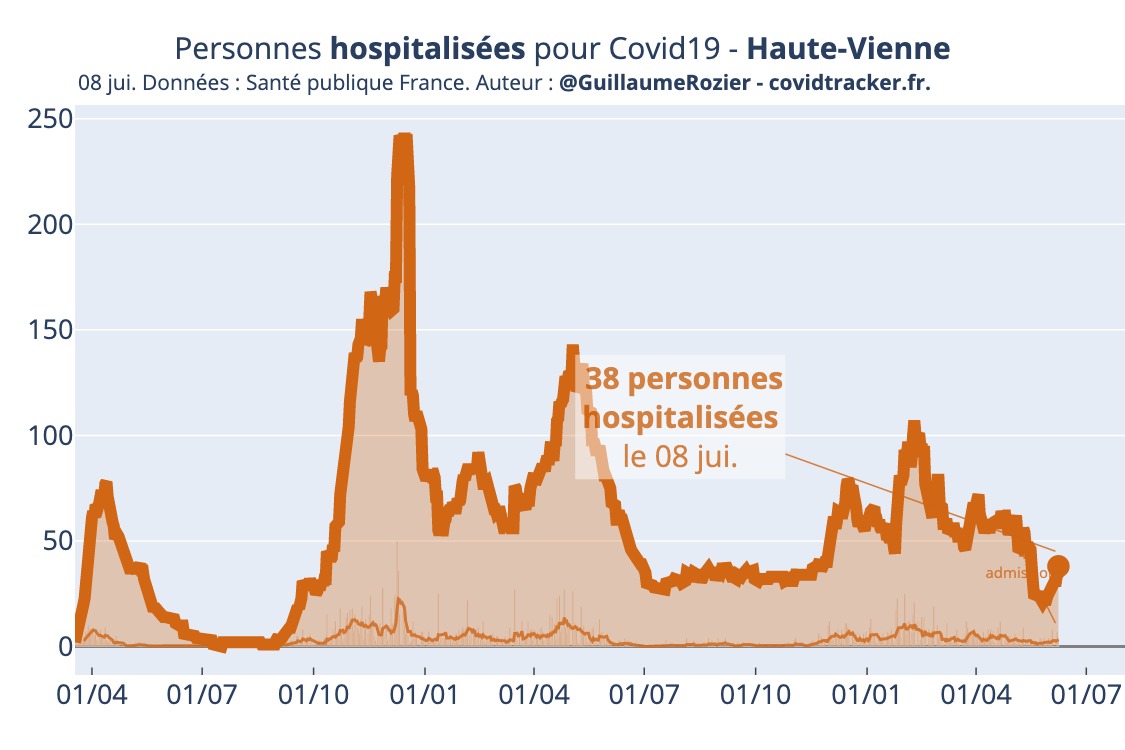 Personnes hospitalisées pour Covid19 - Haute-Vienne
08 jui. Données : Santé publique France. Auteur : @GuillaumeRozier - covidtracker.fr.
250
200
150
100
50
0
38 personnes
hospitalisées
le 08 jui.
01/04 01/07 01/10 01/01 01/04 01/07 01/10 01/01 01/04 01/07